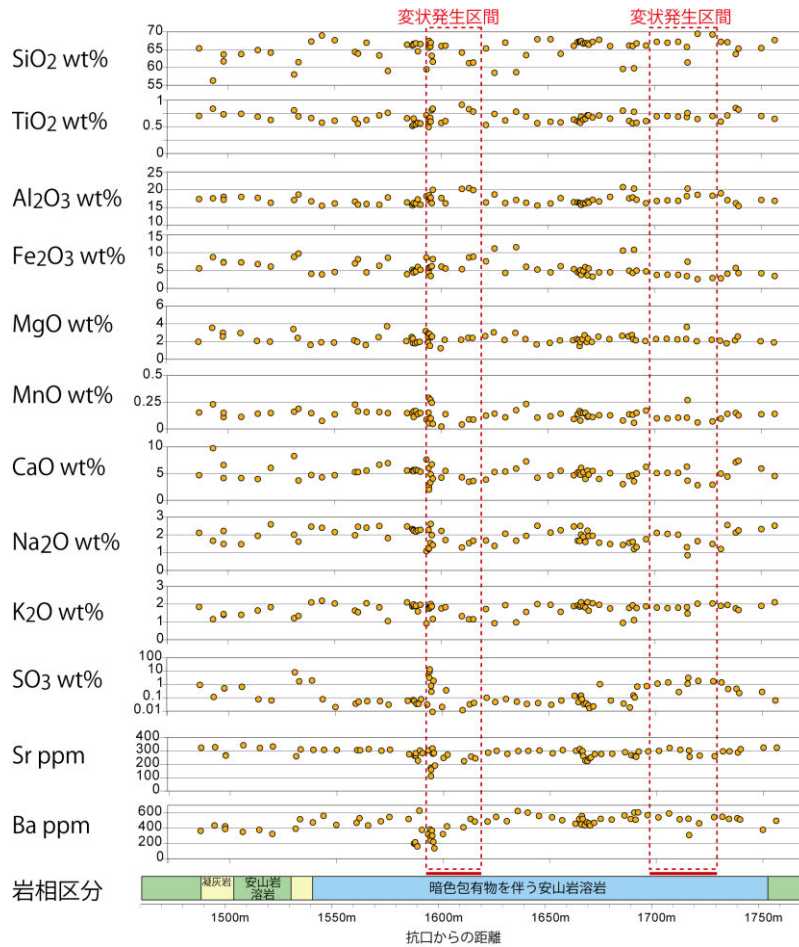 変状発生区間 変状発生区間
SiO2 wt%
70
65
60
55
TiO2 wt%
1
0.5
0
Al2O3 wt%
25
20
15
10
Fe2O3 wt%
15
10
5
0
MgO wt%
6
4
2
0
MnO wt%
0.5
0.25
0
CaO wt%
10
5
0
Na2O wt%
3
2
1
0
K2O wt%
3
2
1
0
SO3 wt%
100
10
1
0.1
0.01
Sr ppm
400
300
200
100
0
Ba ppm
600
400
200
0
岩相区分
凝灰岩
安山岩
溶岩
暗色包有物を伴う安山岩溶岩
1500m 1550m 1600m 1650m 1700m 1750m
抗口からの距離